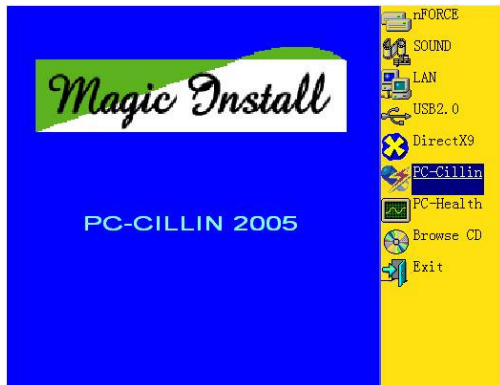 Magic Install
PC-CILLIN 2005
nFORCE
SOUND
LAN
USB2.0
DirectX9
PC-Cillin
PC-Health
Browse CD
Exit